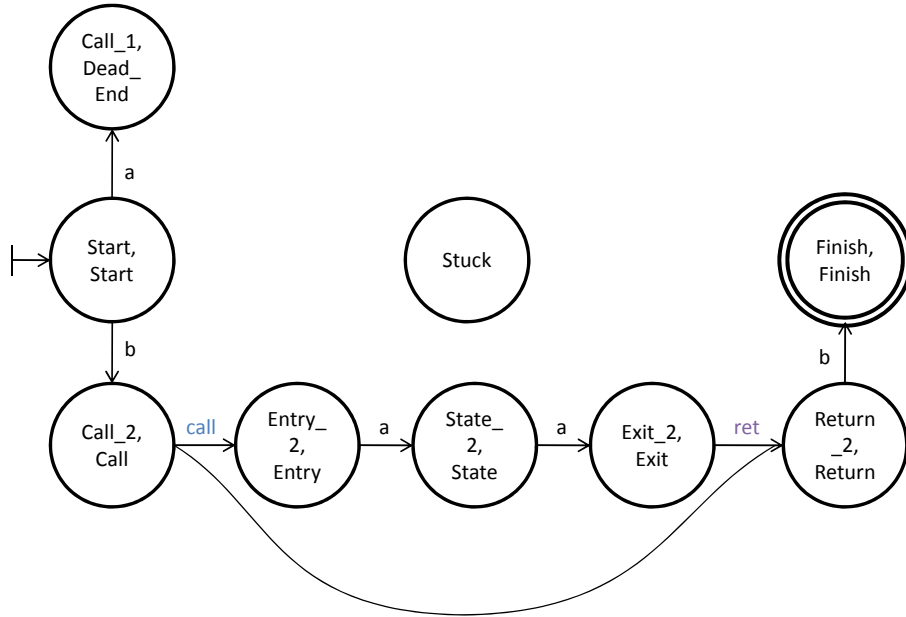 Call_1,
Dead_
End
a
Start,
Start
Stuck
Finish,
Finish
b
b
Call_2,
Call
call
Entry_
2,
Entry
a
State_
2,
State
a
Exit_2,
Exit
ret
Return
_2,
Return